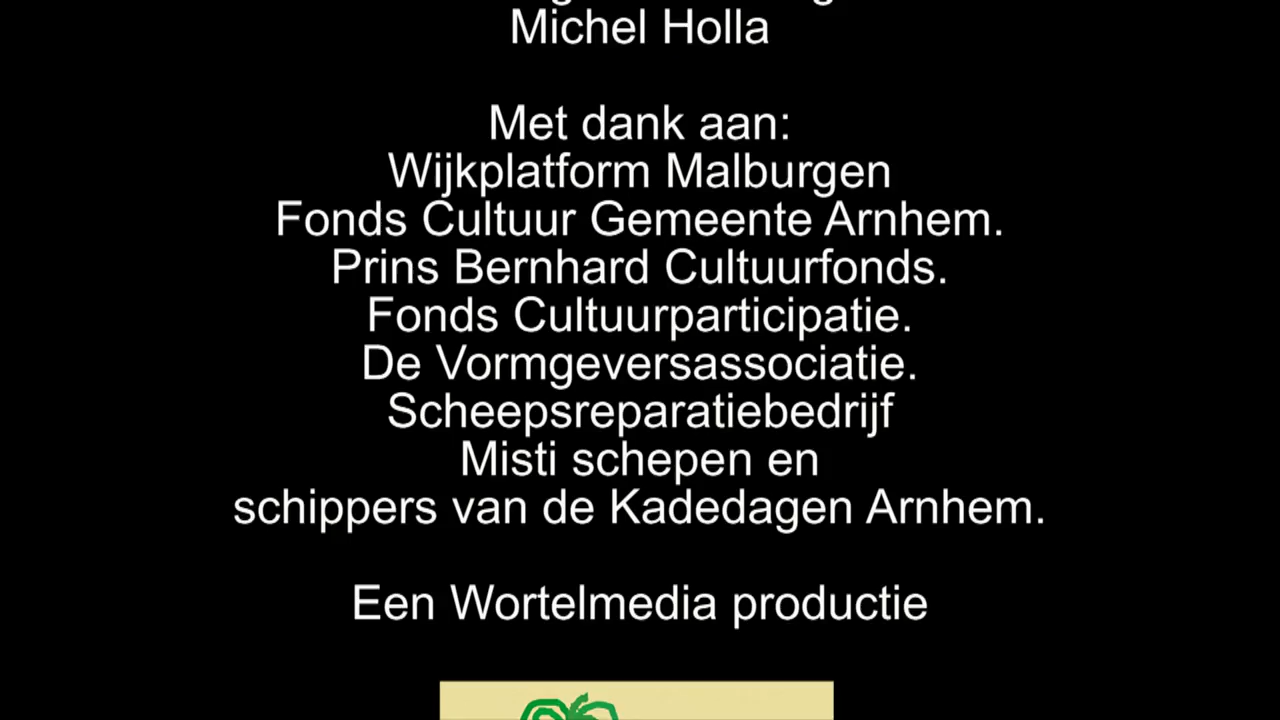 Michel Holla
Met dank aan:
Wijkplatform Malburgen
Fonds Cultuur Gemeente Arnhem.
Prins Bernhard Cultuurfonds.
Fonds Cultuurparticipatie.
De Vormgeversassociatie.
Scheepsreparatiebedrijf
Misti schepen en
schippers van de Kadedagen Arnhem.
Een Wortelmedia productie